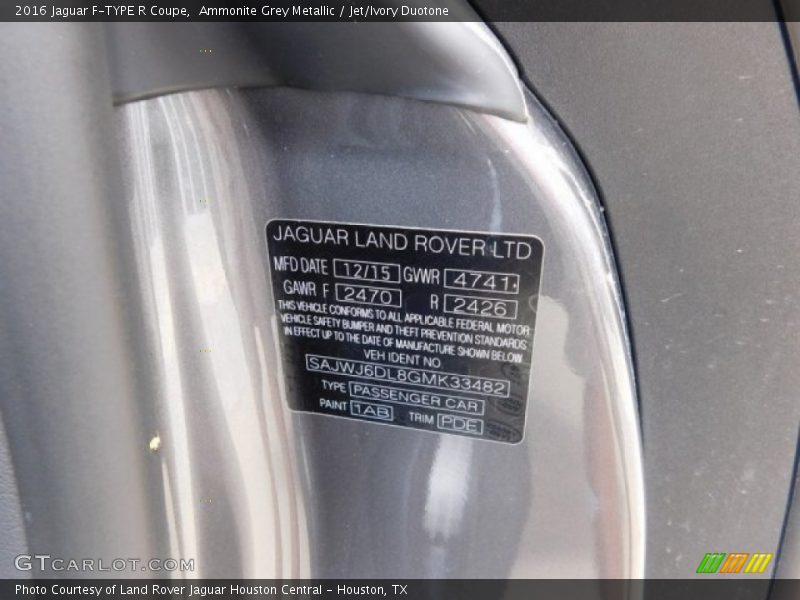 2016 Jaguar F-TYPE R Coupe,  Ammonite Grey Metallic / Jet/Ivory Duotone
JAGUAR LAND ROVER LTD
MFD DATE 12/15 GWR 4741
GAWR F 2470 R 2426
THIS VEHICLE CONFORMS TO ALL APPLICABLE FEDERAL MOTOR
VEHICLE SAFETY BUMPER AND THEFT PREVENTION STANDARDS
IN EFFECT UP TO THE DATE OF MANUFACTURE SHOWN BELOW
VEH IDENT NO
SAJWJ6DL8GMK33482
TYPE PASSENGER CAR
PAINT 1AB TRIM PDE
GTCARLOT.COM
Photo Courtesy of Land Rover Jaguar Houston Central - Houston, TX